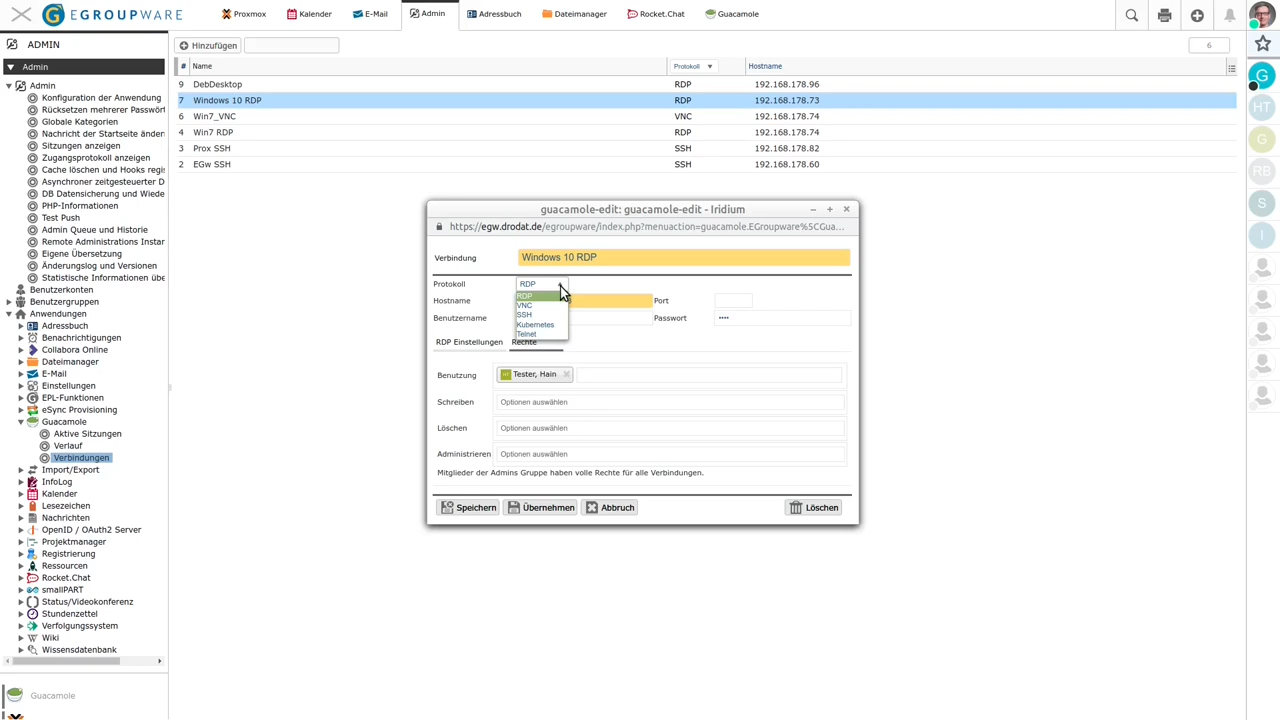 EGROUPWARE
Proxmox
Kalender
E-Mail
Admin
Adressbuch
Dateimanager
Rocket.Chat
Guacamole
ADMIN
Admin
Admin
Konfiguration der Anwendung
Rücksetzen mehrerer Passwört
Globale Kategorien
Nachricht der Startseite änder
Sitzungen anzeigen
Zugangsprotokoll anzeigen
Cache löschen und Hooks regis
Asynchroner zeitgesteuerter D
DB Datensicherung und Wiede
PHP-Informationen
Test Push
Admin Queue und Historie
Remote Administrations Instar
Eigene Übersetzung
Änderungslog und Versionen
Statistische Informationen übe
Benutzerkonten
Benutzergruppen
Anwendungen
Adressbuch
Benachrichtigungen
Collabora Online
Dateimanager
E-Mail
Einstellungen
EPL-Funktionen
eSync Provisioning
Guacamole
Aktive Sitzungen
Verlauf
Verbindungen
Import/Export
InfoLog
Kalender
Lesezeichen
Nachrichten
OpenID / OAuth2 Server
Projektmanager
Registrierung
Ressourcen
Rocket.Chat
smallPART
Status/Videokonferenz
Stundenzettel
Verfolgungssystem
Wiki
Wissensdatenbank
Guacamole
Hinzufügen
6
# Name Protokoll Hostname
9 DebDesktop RDP 192.168.178.96
7 Windows 10 RDP RDP 192.168.178.73
6 Win7_VNC VNC 192.168.178.74
4 Win7 RDP RDP 192.168.178.74
3 Prox SSH SSH 192.168.178.82
2 EGw SSH SSH 192.168.178.60
guacamole-edit: guacamole-edit - Iridium
https://egw.drodat.de/egroupware/index.php?menuaction=guacamole.EGroupware%5CGua...
Verbindung Windows 10 RDP
Protokoll RDP
RDP
VNC
SSH
Kubernetes
Telnet
Hostname Port
Benutzername Passwort ••••
RDP Einstellungen Rechte
Benutzung Tester, Hain
Schreiben Optionen auswählen
Löschen Optionen auswählen
Administrieren Optionen auswählen
Mitglieder der Admins Gruppe haben volle Rechte für alle Verbindungen.
Speichern Übernehmen Abbruch Löschen
G
HT
G
RB
S
I